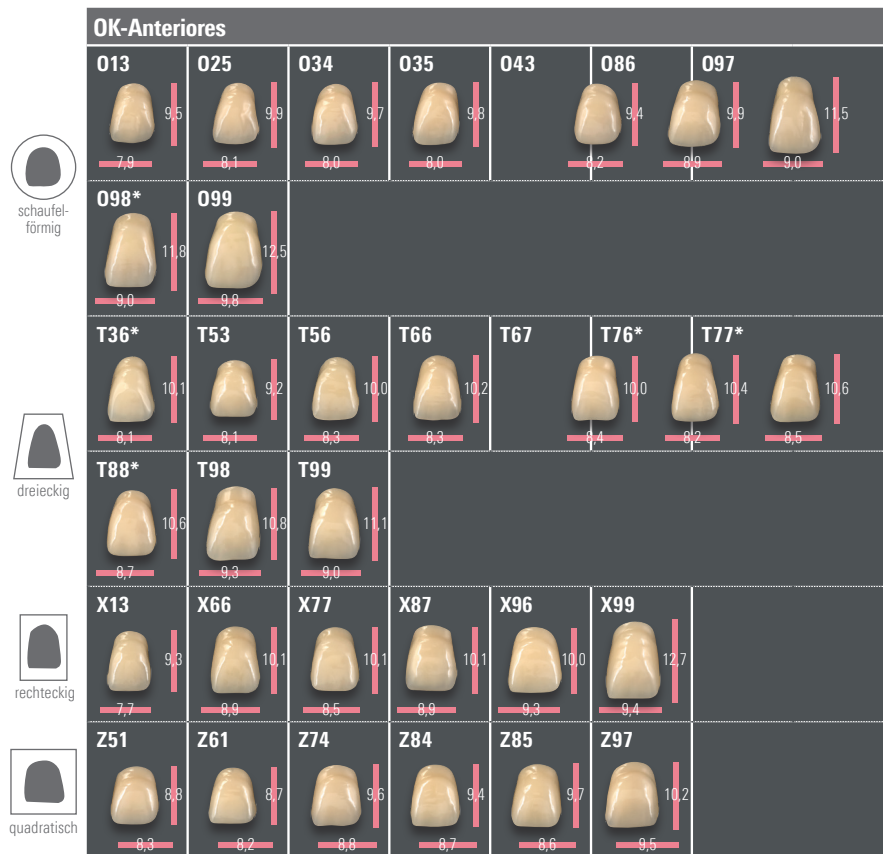 OK-Anteriores
O13 O25 O34 O35 O43 O86 O97
9,5 9,9 9,7 9,8 9,4 9,9 11,5
7,9 8,1 8,0 8,0 8,2 8,9 9,0
schaufel-
förmig
O98* O99
11,8 12,5
9,0 9,8
T36* T53 T56 T66 T67 T76* T77*
10,1 9,2 10,0 10,2 10,0 10,4 10,6
8,1 8,1 8,3 8,3 8,4 8,2 8,5
dreieckig
T88* T98 T99
10,6 10,8 11,1
8,7 9,3 9,0
X13 X66 X77 X87 X96 X99
9,3 10,1 10,1 10,1 10,0 12,7
7,7 8,9 8,5 8,9 9,3 9,4
rechteckig
Z51 Z61 Z74 Z84 Z85 Z97
8,8 8,7 9,6 9,4 9,7 10,2
8,3 8,2 8,8 8,7 8,6 9,5
quadratisch